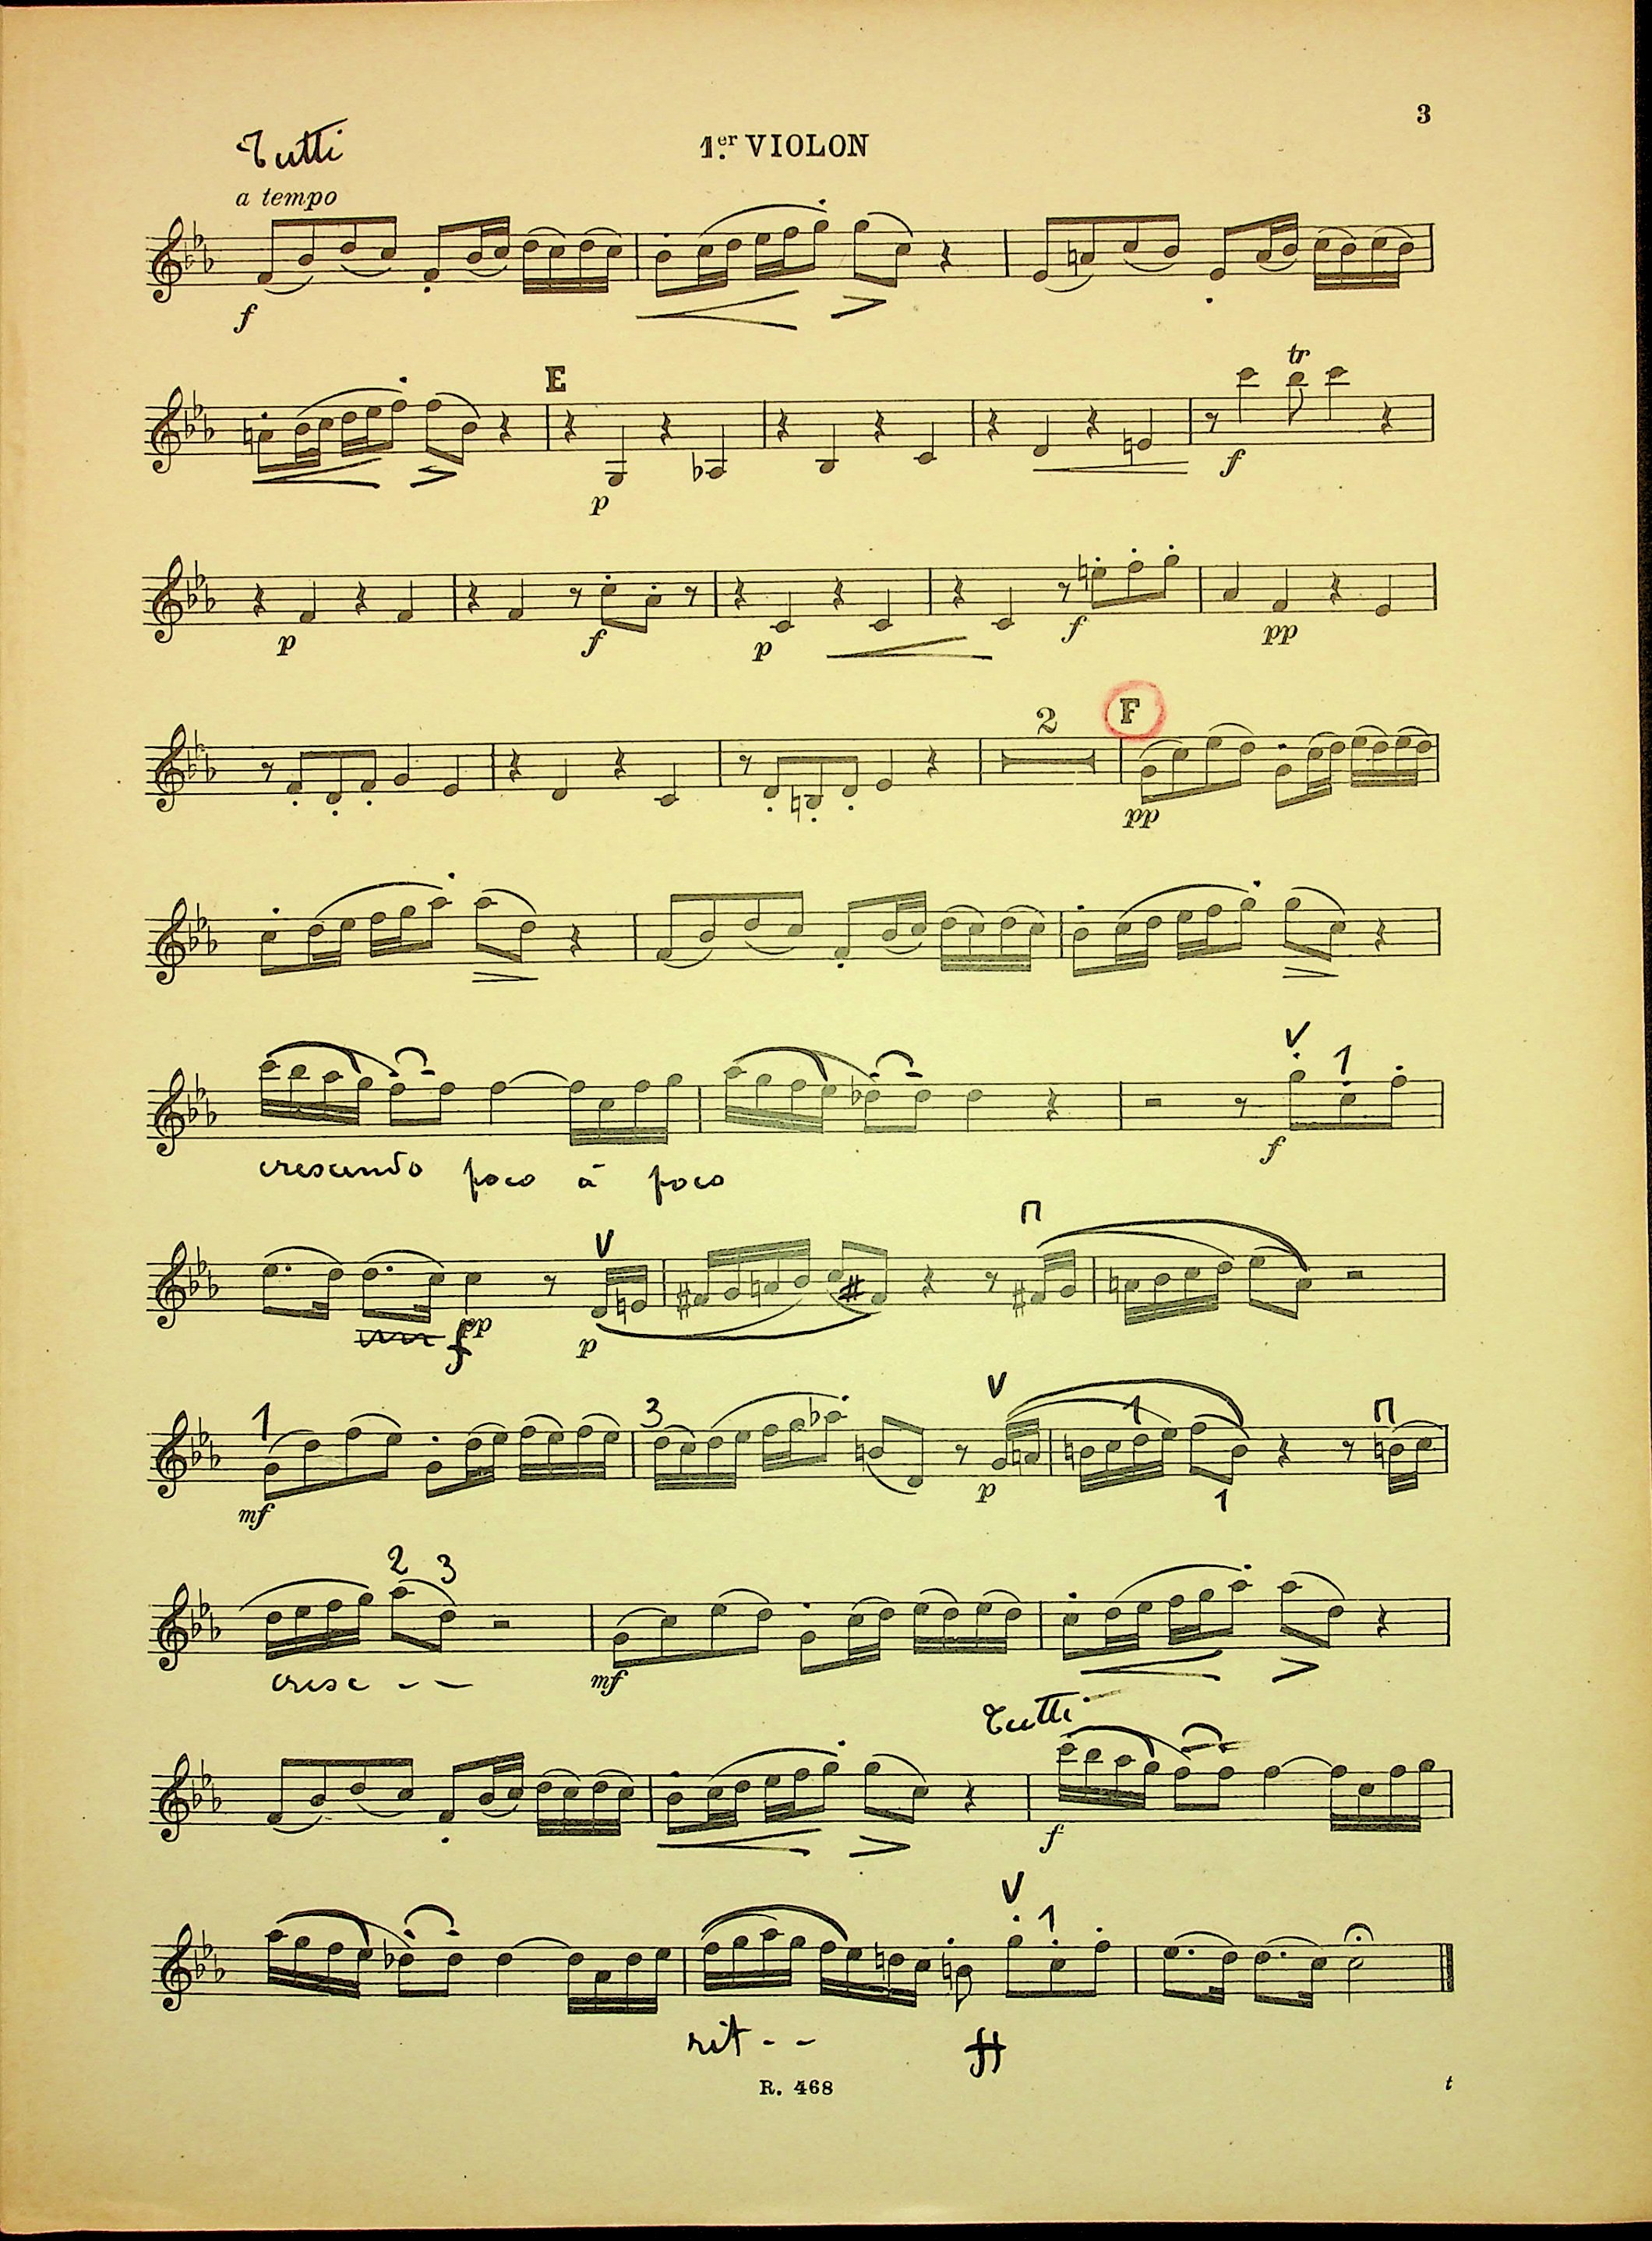 3
Tutti
1.er VIOLON
a tempo
f
E
tr
p
f
p f p f pp
2 F
pp
V 1
f
crescendo poco à poco
V
p
f pp
1 3 V 1
mf p 1
2 3
cresc - - mf
Tutti
f
V 1
rit - - ff
R. 468 t